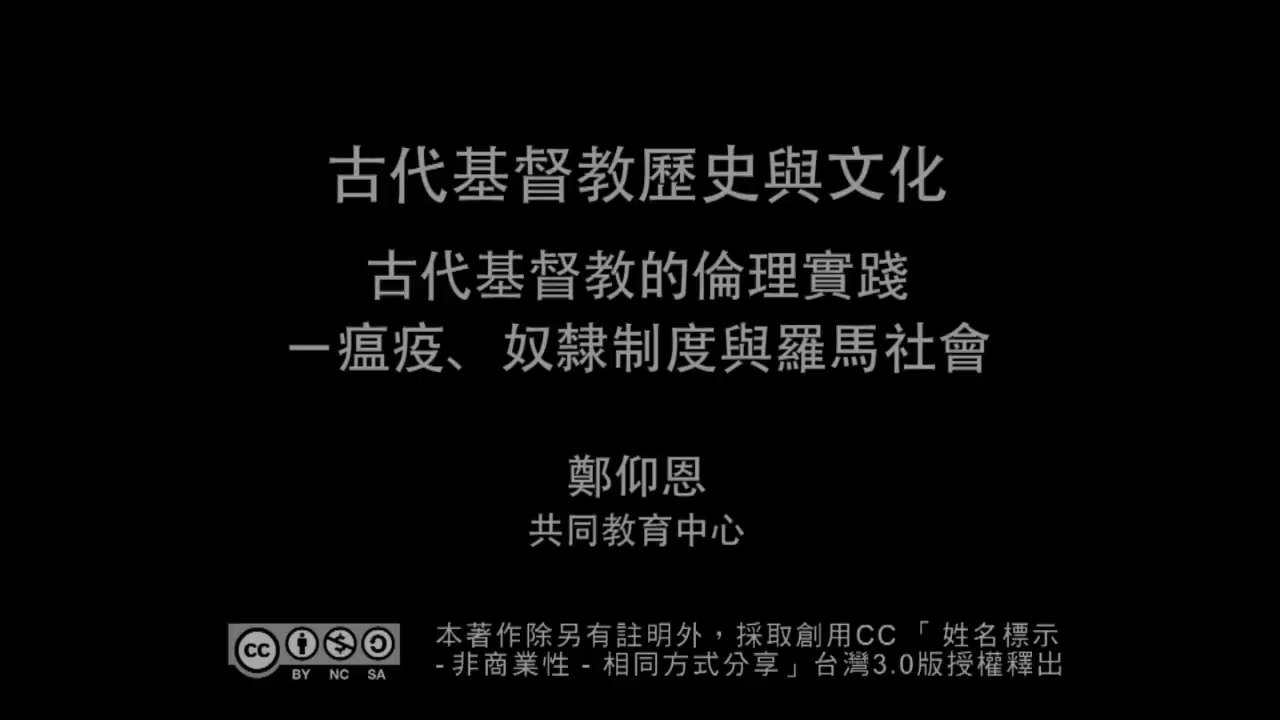 古代基督教歷史與文化
古代基督教的倫理實踐
－瘟疫、奴隸制度與羅馬社會
鄭仰恩
共同教育中心
cc BY NC SA
本著作除另有註明外，採取創用CC「姓名標示
-非商業性-相同方式分享」台灣3.0版授權釋出